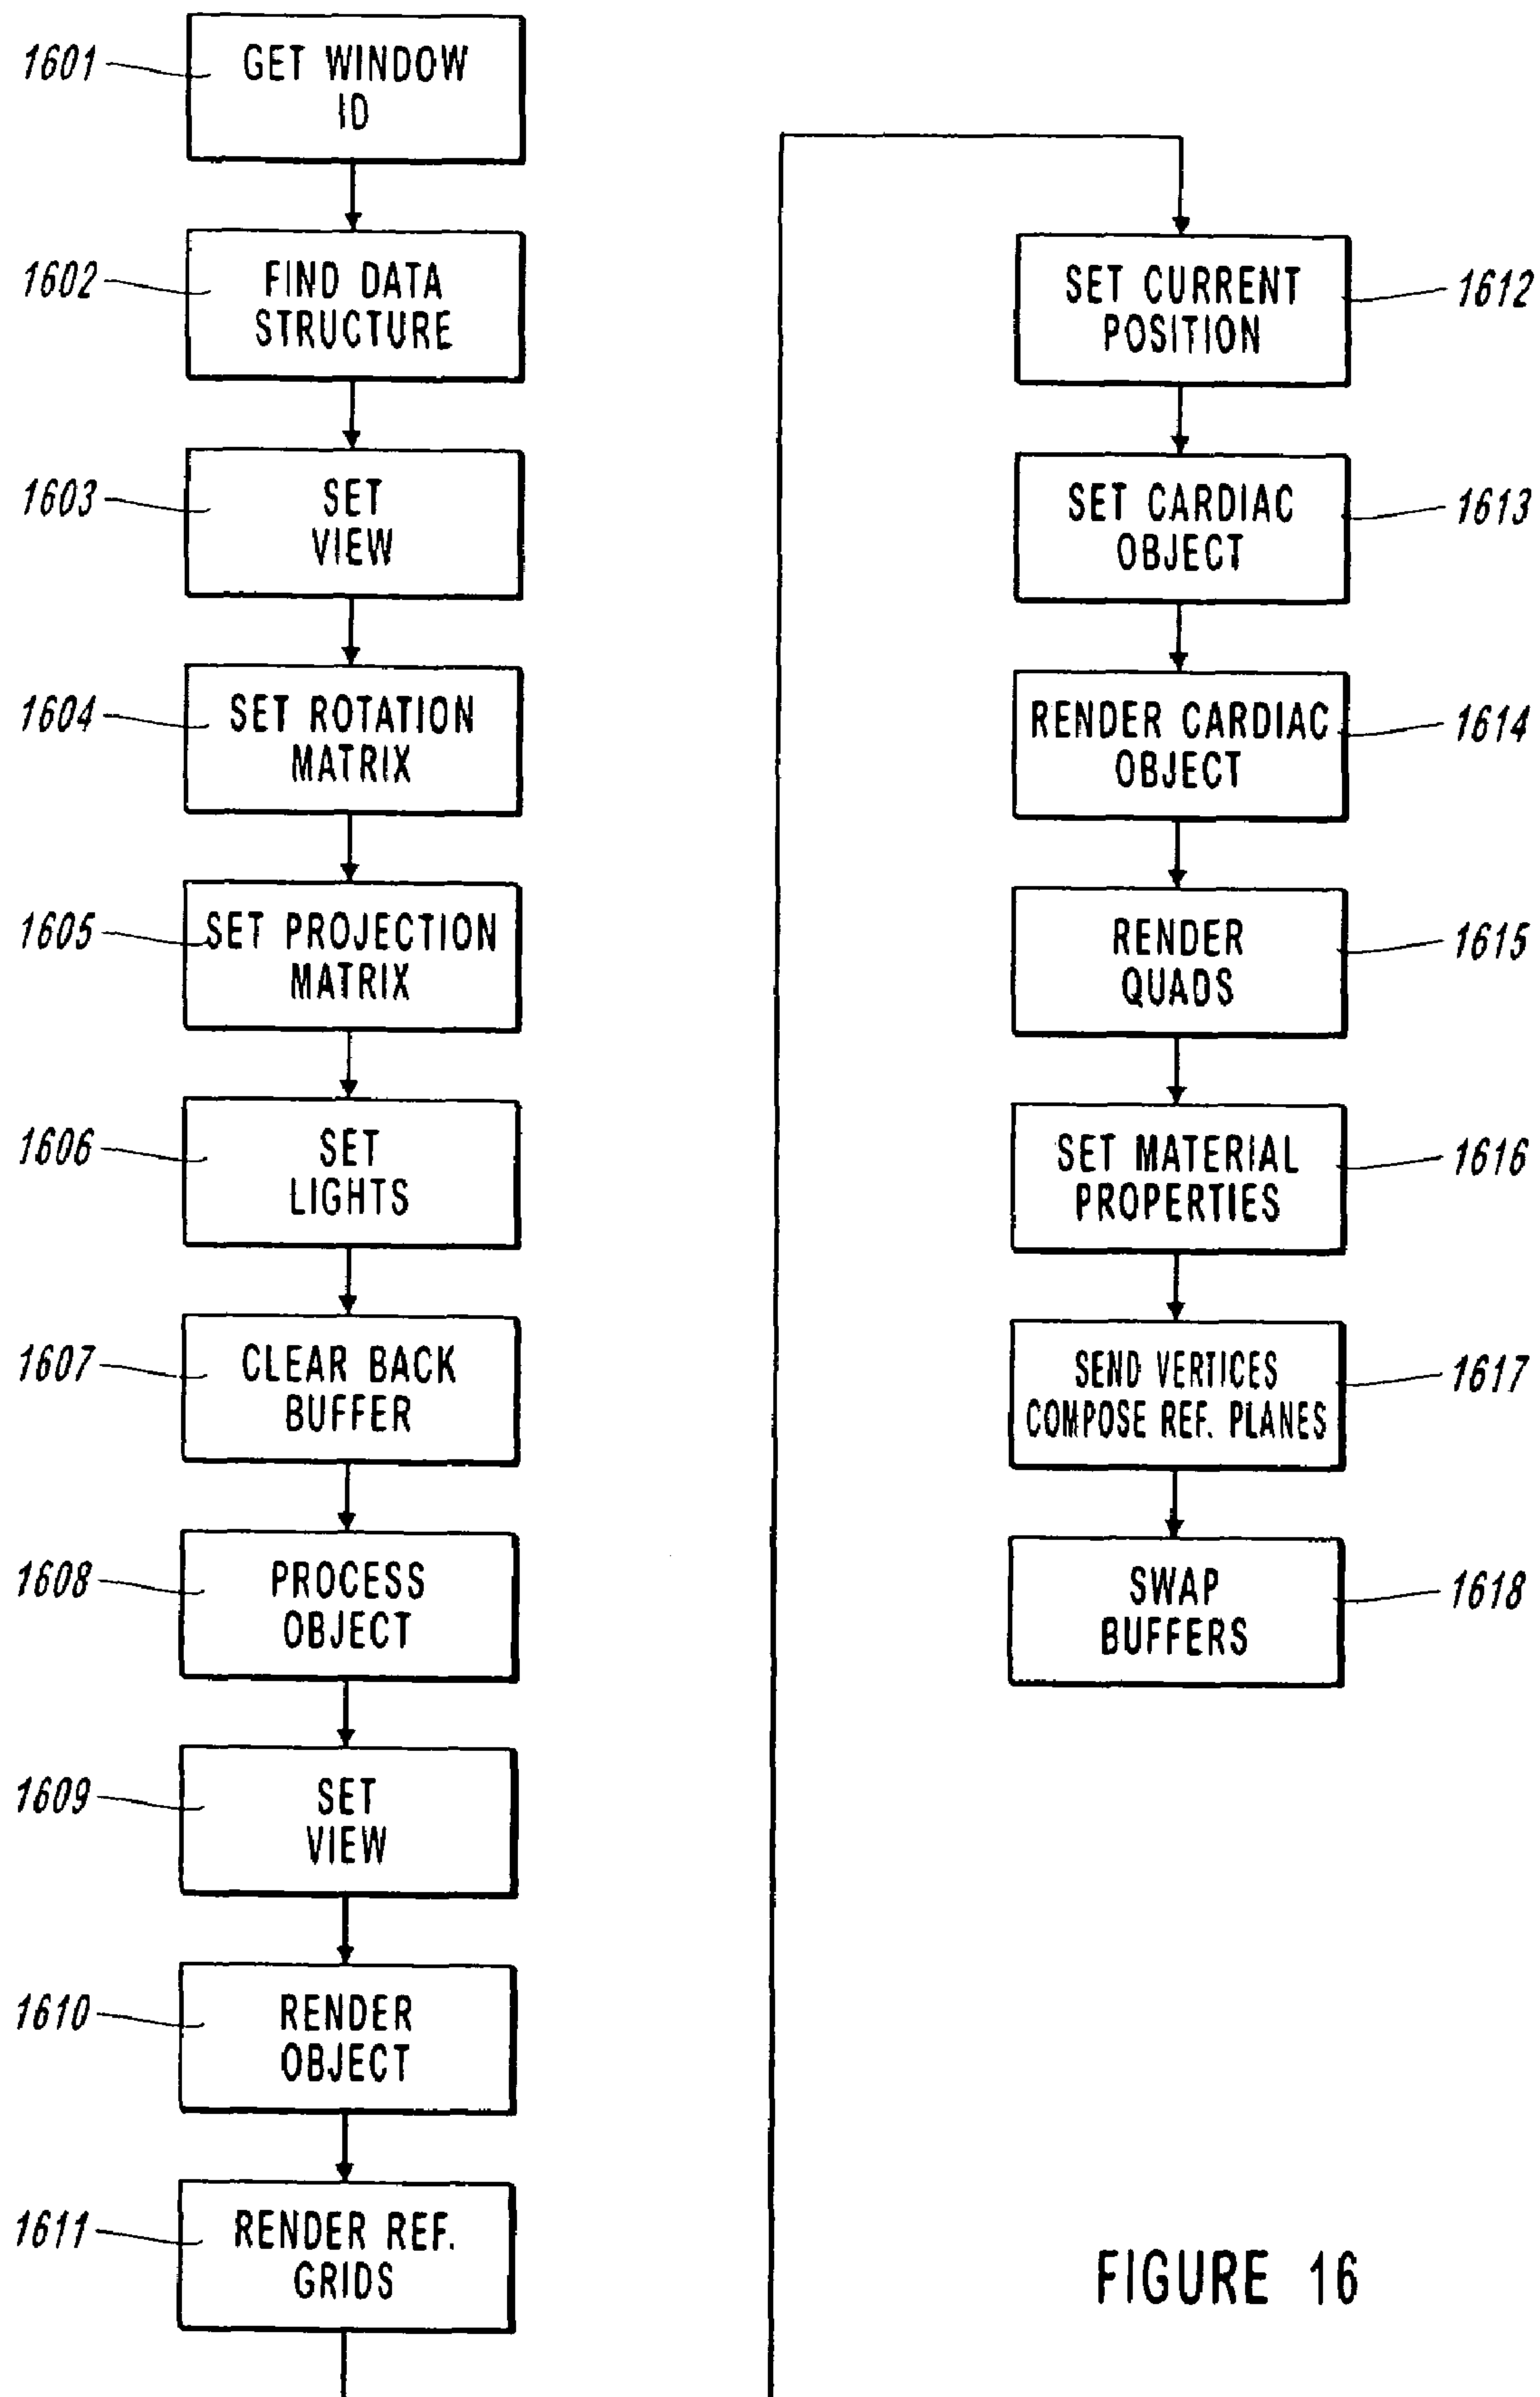 1601
GET WINDOW
ID
1602
FIND DATA
STRUCTURE
1603
SET
VIEW
1604
SET ROTATION
MATRIX
1605
SET PROJECTION
MATRIX
1606
SET
LIGHTS
1607
CLEAR BACK
BUFFER
1608
PROCESS
OBJECT
1609
SET
VIEW
1610
RENDER
OBJECT
1611
RENDER REF.
GRIDS
SET CURRENT
POSITION
1612
SET CARDIAC
OBJECT
1613
RENDER CARDIAC
OBJECT
1614
RENDER
QUADS
1615
SET MATERIAL
PROPERTIES
1616
SEND VERTICES
COMPOSE REF. PLANES
1617
SWAP
BUFFERS
1618
FIGURE 16